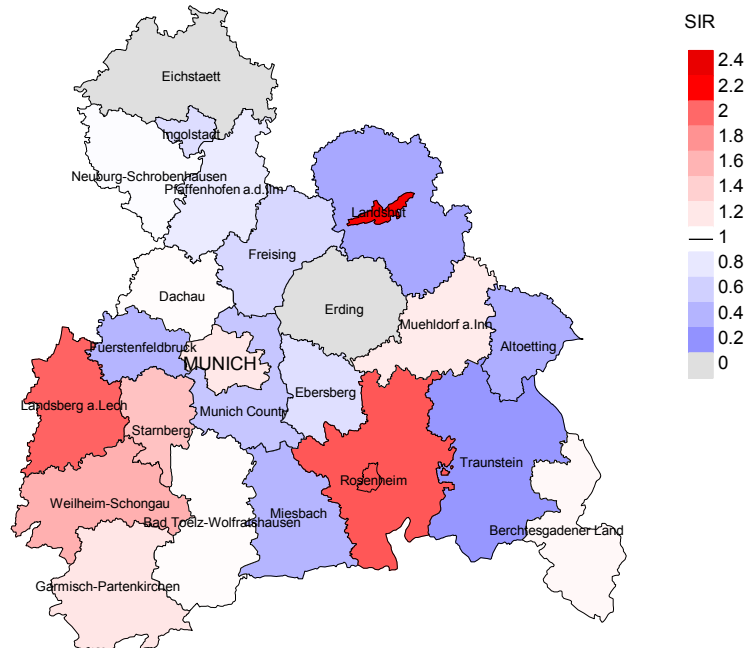 SIR
2.4
2.2
2
1.8
1.6
1.4
1.2
1
0.8
0.6
0.4
0.2
0
Eichstaett
Ingolstadt
Neuburg-Schrobenhausen
Pfaffenhofen a.d.Ilm
Landshut
Freising
Dachau
Erding
Muehldorf a.Inn
Altoetting
Fuerstenfeldbruck
MUNICH
Ebersberg
Landsberg a.Lech
Munich County
Starnberg
Traunstein
Rosenheim
Weilheim-Schongau
Miesbach
Bad Toelz-Wolfratshausen
Berchtesgadener Land
Garmisch-Partenkirchen